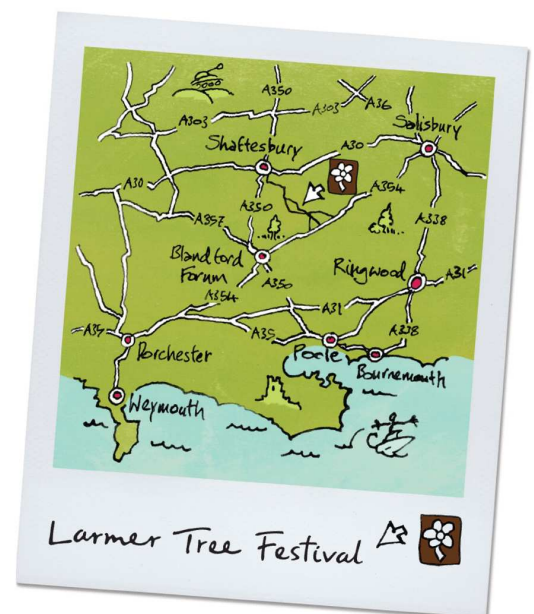 A350
A303
A303
A36
Salisbury
Shaftesbury
A30
A30
A354
A350
A357
A338
Blandford
Forum
A350
Ringwood
A31
A354
A31
A35
A35
A338
Dorchester
Poole
Bournemouth
Weymouth
Larmer Tree Festival